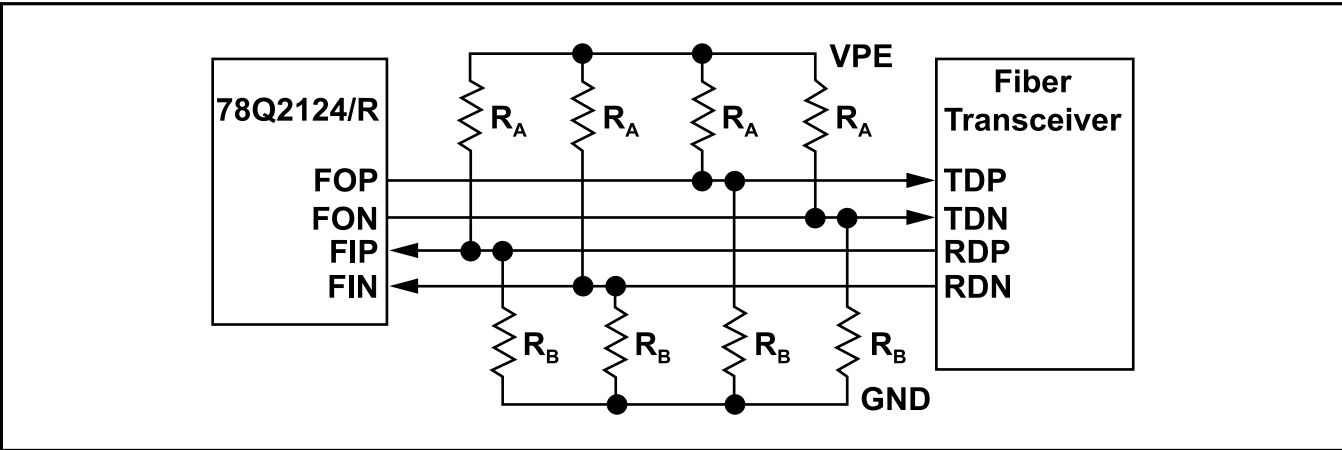 VPE
78Q2124/R
Fiber
Transceiver
R_A R_A R_A R_A
FOP
TDP
FON
TDN
FIP
RDP
FIN
RDN
R_B R_B R_B R_B
GND